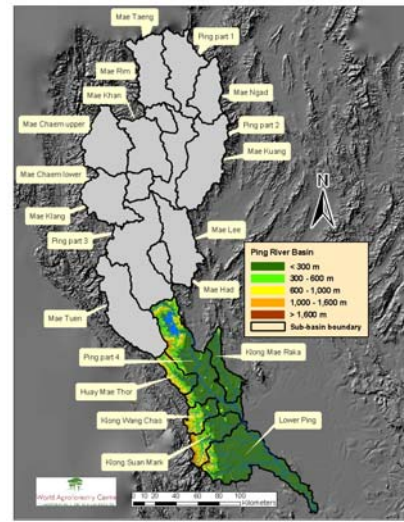 Mae Taeng
Ping part 1
Mae Rim
Mae Khan
Mae Ngad
Mae Chaem upper
Ping part 2
Mae Kuang
Mae Chaem lower
Mae Klang
Ping part 3
Mae Lee
N
Ping River Basin
< 300 m
300 - 600 m
600 - 1,000 m
1,000 - 1,600 m
> 1,600 m
Sub-basin boundary
Mae Had
Mae Tuen
Ping part 4
Klong Mae Raka
Huay Mae Thor
Klong Wang Chao
Lower Ping
Klong Suan Mark
World Agroforestry Centre
0 10 20 40 60 80 100
Kilometers